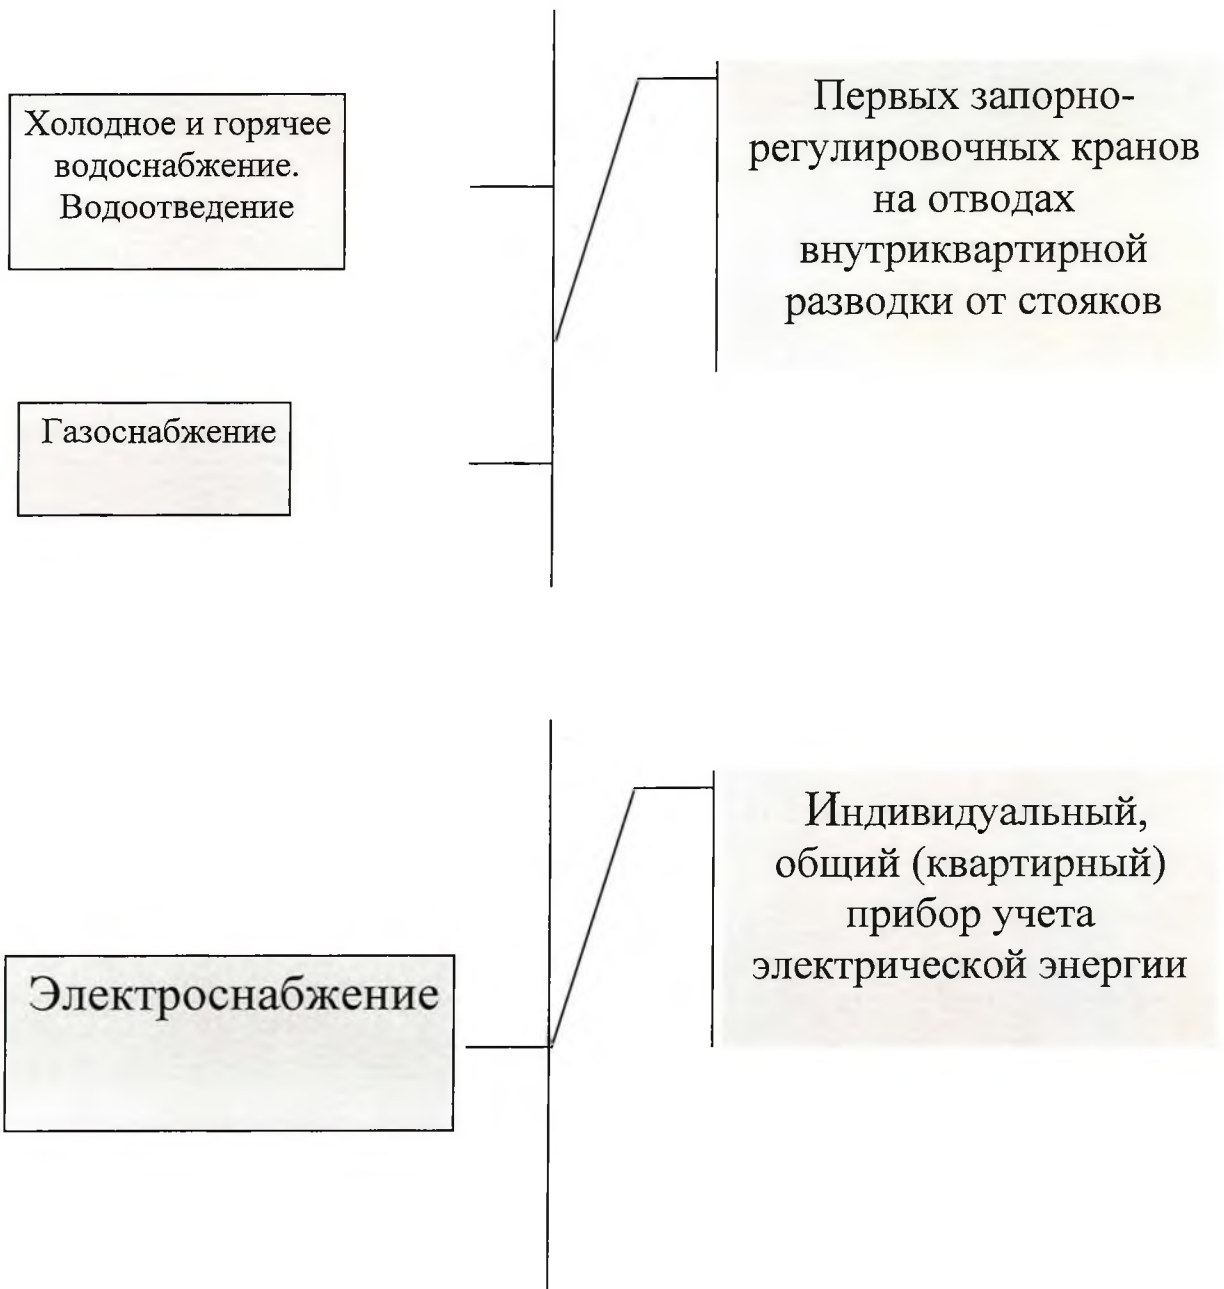 Холодное и горячее
водоснабжение.
Водоотведение
Первых запорно-
регулировочных кранов
на отводах
внутриквартирной
разводки от стояков
Газоснабжение
Индивидуальный,
общий (квартирный)
прибор учета
электрической энергии
Электроснабжение